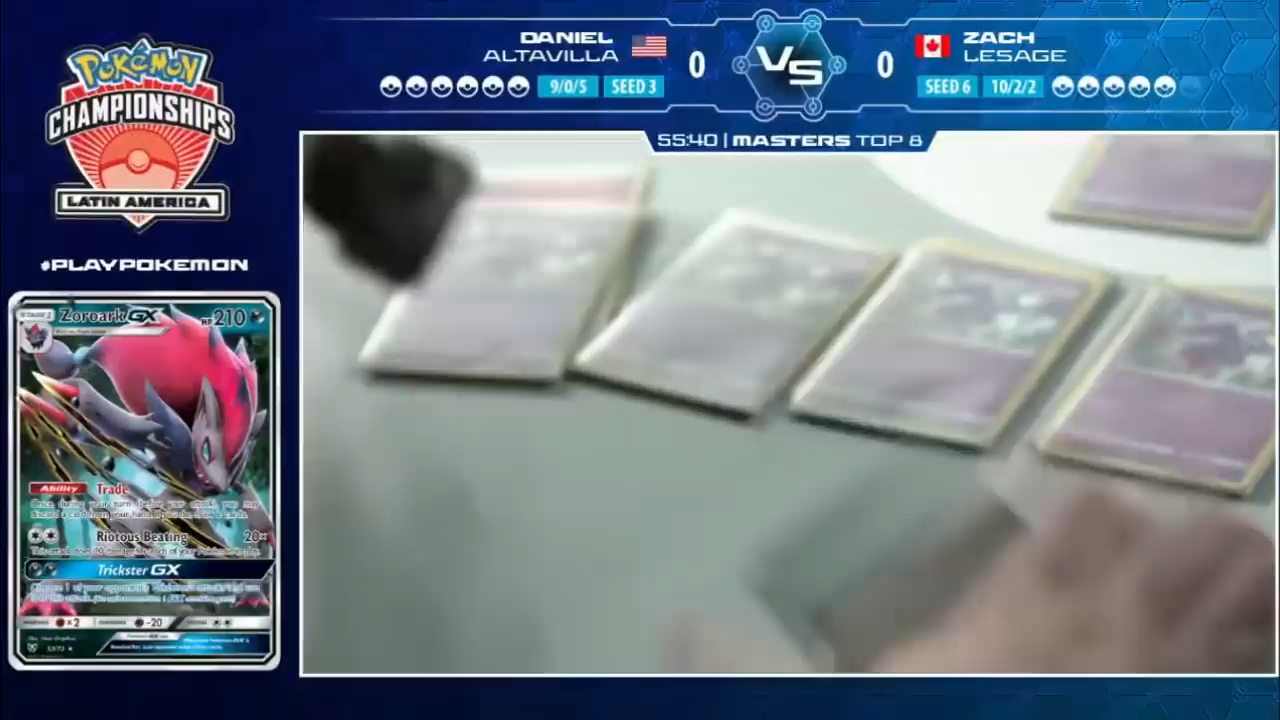 Pokémon
CHAMPIONSHIPS
LATIN AMERICA
#PLAYPOKEMON
DANIEL
ALTAVILLA
0
9/0/5
SEED 3
VS
0
ZACH
LESAGE
SEED 6
10/2/2
55:40 | MASTERS TOP 8
Zoroark GX
HP 210
Ability Trade
Riotous Beating 20×
Trickster GX
×2
-20